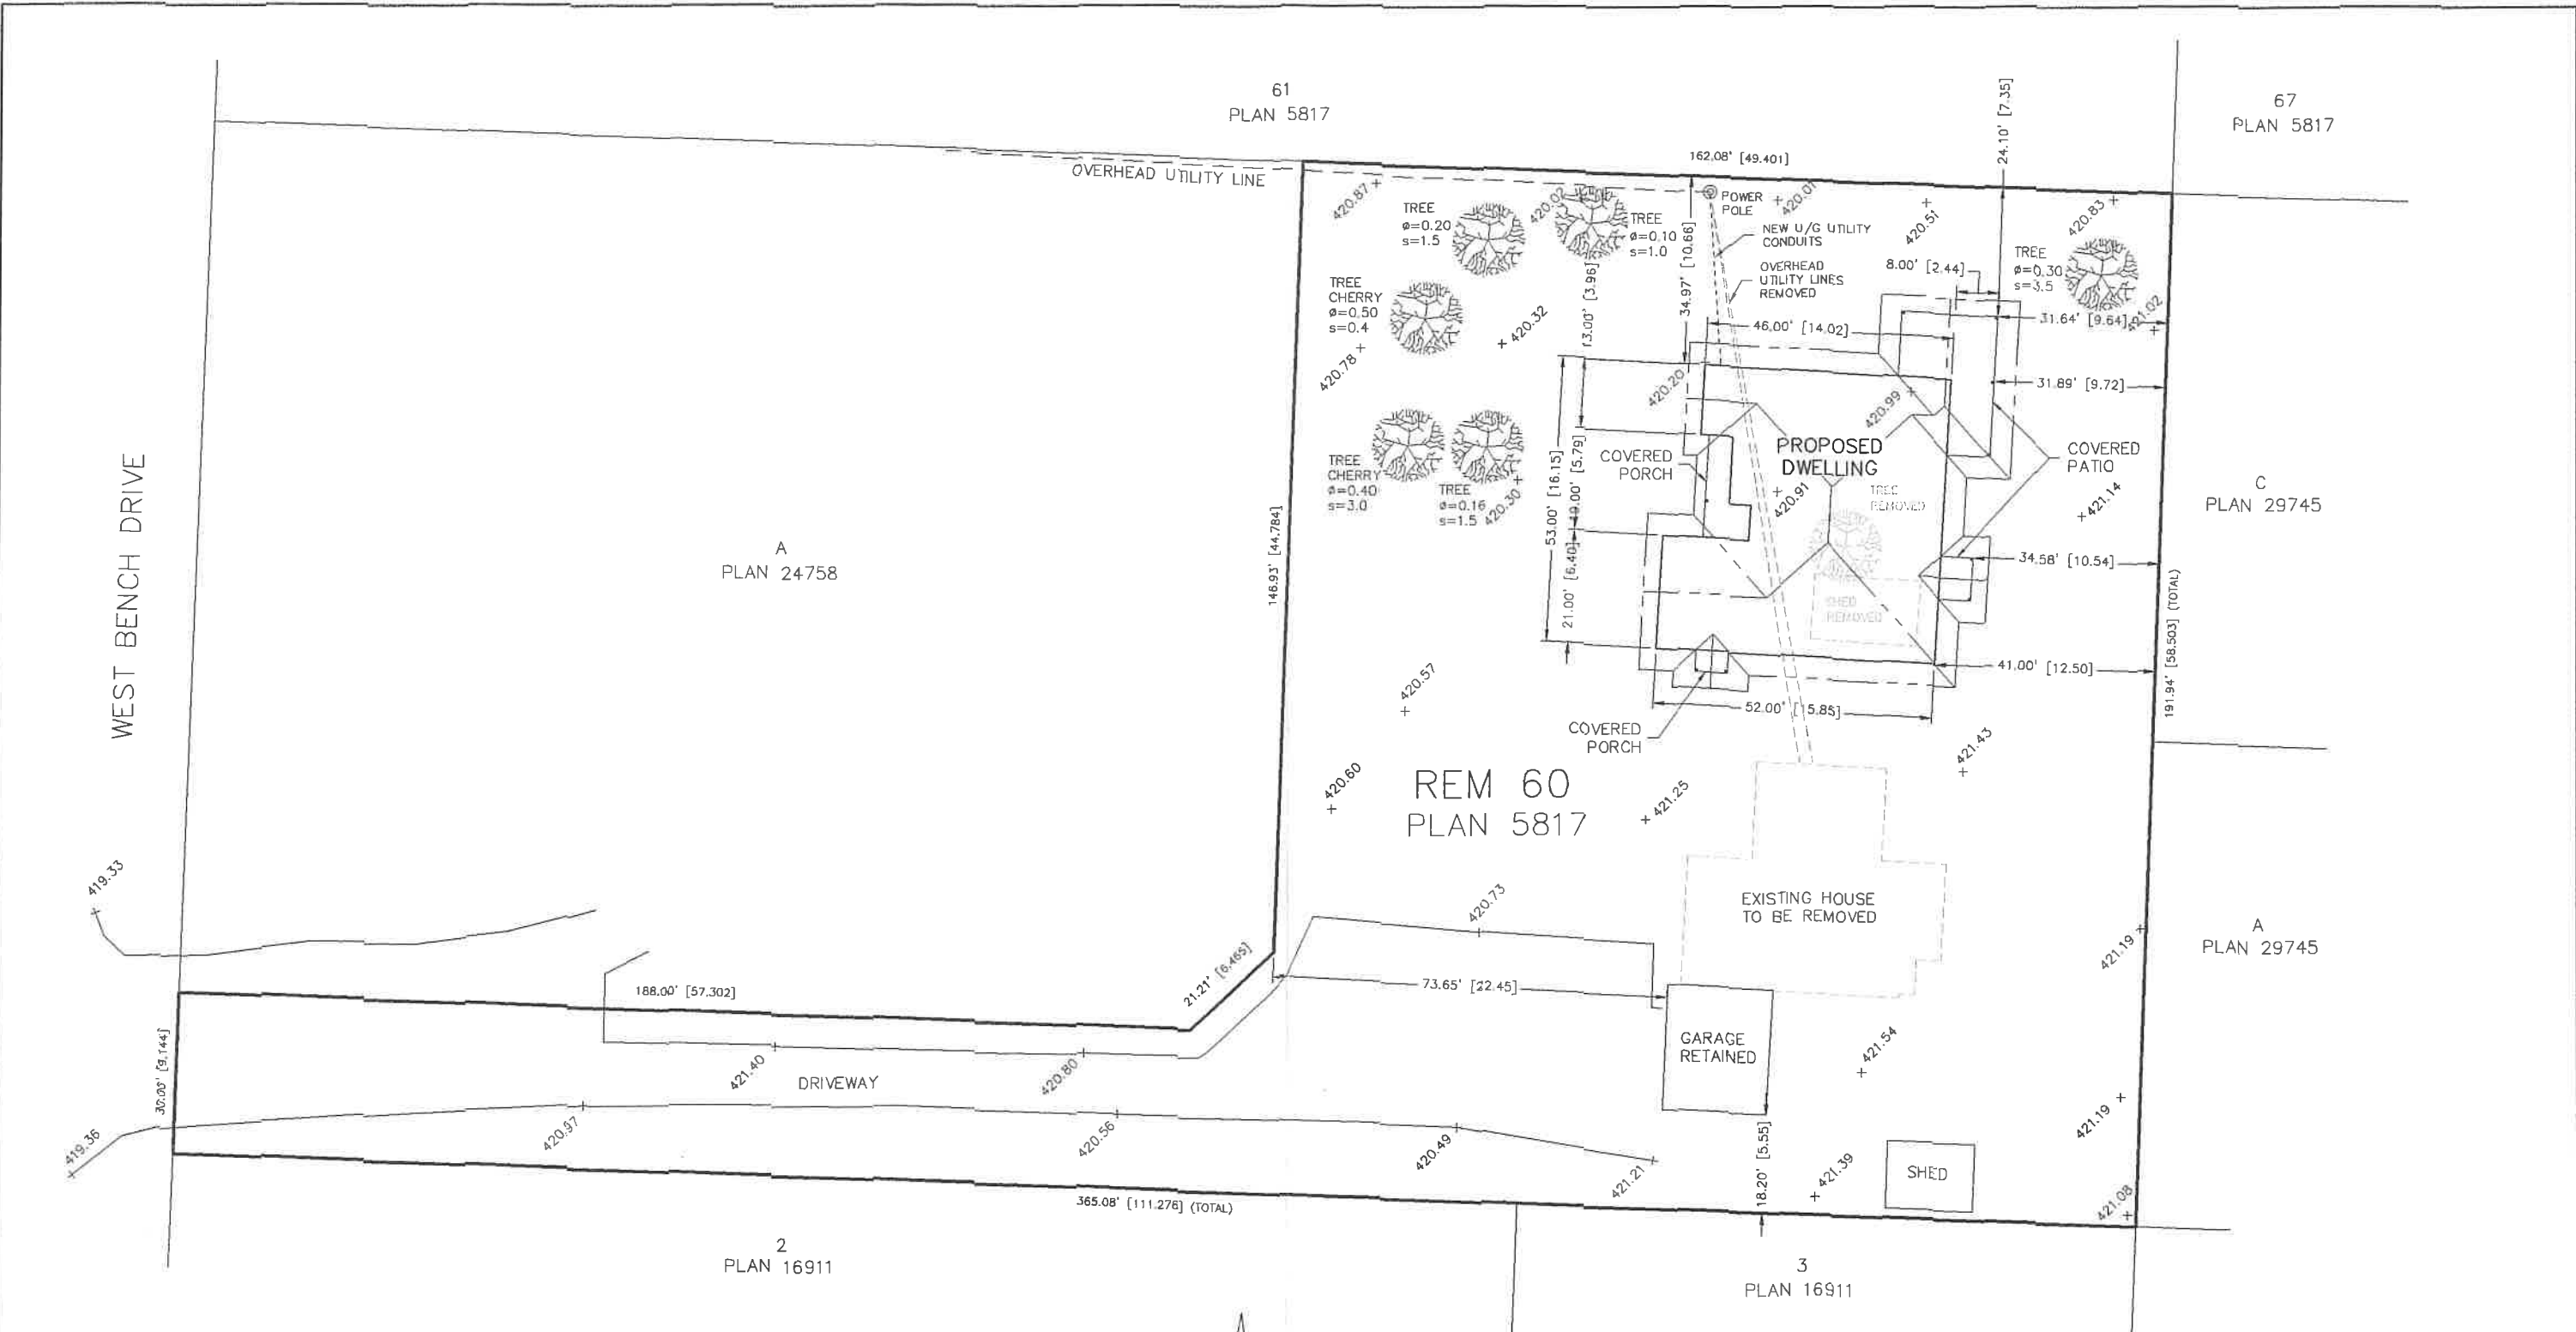 61
PLAN 5817
67
PLAN 5817
24.10' [7.35]
162.08' [49.401]
OVERHEAD UTILITY LINE
420.87
TREE
ø=0.20
s=1.5
420.02
TREE
ø=0.10
s=1.0
POWER
POLE
420.01
NEW U/G UTILITY
CONDUITS
OVERHEAD
UTILITY LINES
REMOVED
420.51
420.83
8.00' [2.44]
TREE
ø=0.30
s=3.5
421.02
TREE
CHERRY
ø=0.50
s=0.4
420.32
13.00' [3.96]
34.97' [10.66]
46.00' [14.02]
31.64' [9.64]
420.78
420.20
31.89' [9.72]
420.99
TREE
CHERRY
ø=0.40
s=3.0
TREE
ø=0.16
s=1.5
420.30
53.00' [16.15]
19.00' [5.79]
21.00' [6.40]
COVERED
PORCH
PROPOSED
DWELLING
420.91
TREE
REMOVED
COVERED
PATIO
421.14
C
PLAN 29745
WEST BENCH DRIVE
A
PLAN 24758
146.93' [44.784]
34.58' [10.54]
SHED
REMOVED
191.94' [58.503] (TOTAL)
41.00' [12.50]
52.00' [15.85]
COVERED
PORCH
420.57
421.43
420.60
REM 60
PLAN 5817
421.25
419.33
420.73
EXISTING HOUSE
TO BE REMOVED
421.19
A
PLAN 29745
188.00' [57.302]
21.21' [6.465]
73.65' [22.45]
30.00' [9.144]
421.40
DRIVEWAY
420.80
GARAGE
RETAINED
421.54
421.19
419.36
420.97
420.56
420.49
421.21
18.20' [5.55]
421.39
SHED
421.08
365.08' [111.276] (TOTAL)
2
PLAN 16911
3
PLAN 16911